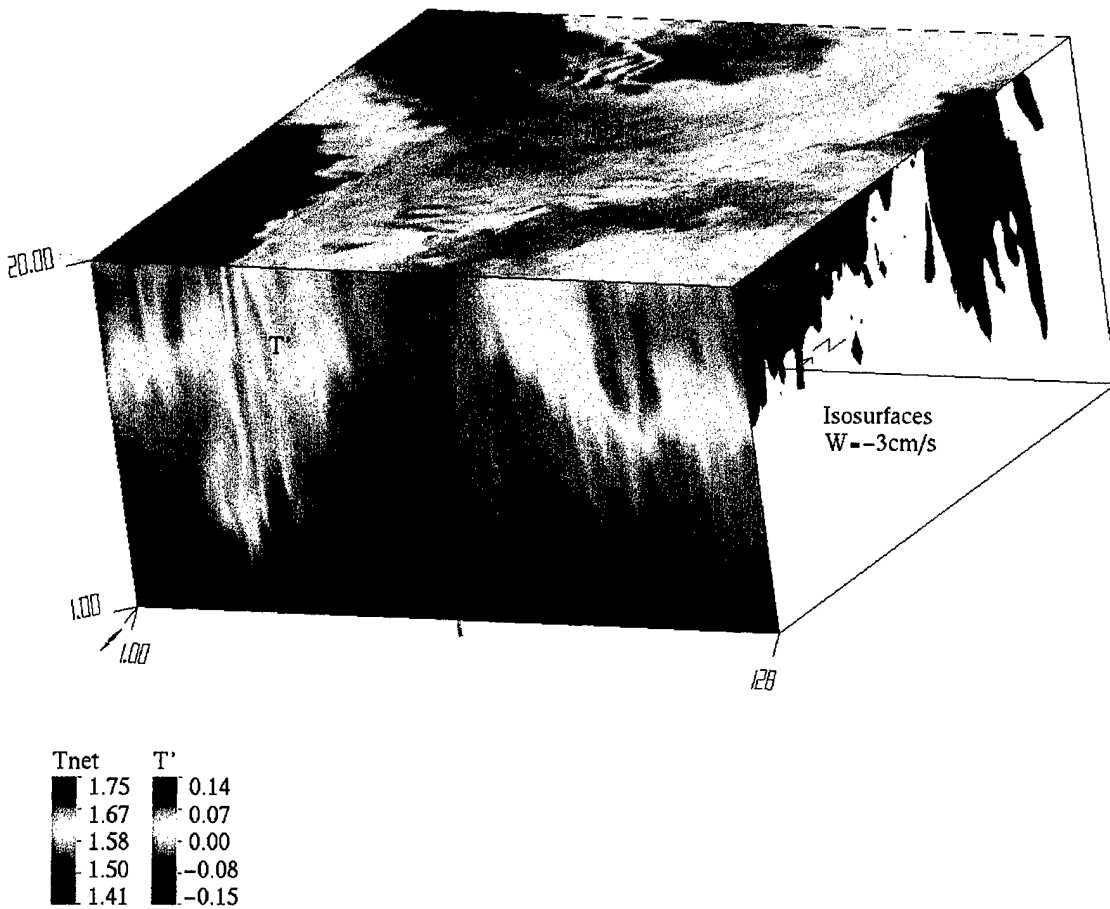 20.00
T'
Isosurfaces
W=-3cm/s
1.00
1.00
128
Tnet T'
1.75 0.14
1.67 0.07
1.58 0.00
1.50 -0.08
1.41 -0.15